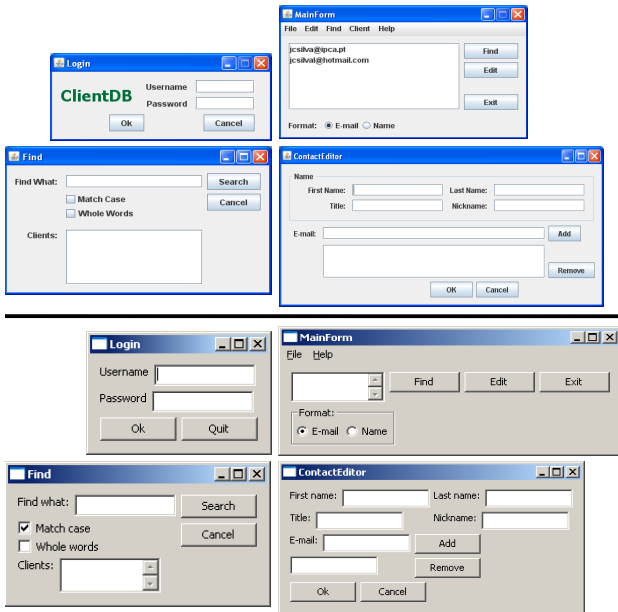 Login
ClientDB
Username
Password
Ok
Cancel
MainForm
File Edit Find Client Help
jcsilva@ipca.pt
jcsilval@hotmail.com
Find
Edit
Exit
Format: E-mail Name
Find
Find What:
Search
Match Case
Cancel
Whole Words
Clients:
ContactEditor
Name
First Name: Last Name:
Title: Nickname:
E-mail: Add
Remove
OK Cancel
Login
Username
Password
Ok Quit
MainForm
File Help
Find Edit Exit
Format:
E-mail Name
Find
Find what: Search
Match case
Cancel
Whole words
Clients:
ContactEditor
First name: Last name:
Title: Nickname:
E-mail: Add
Remove
Ok Cancel